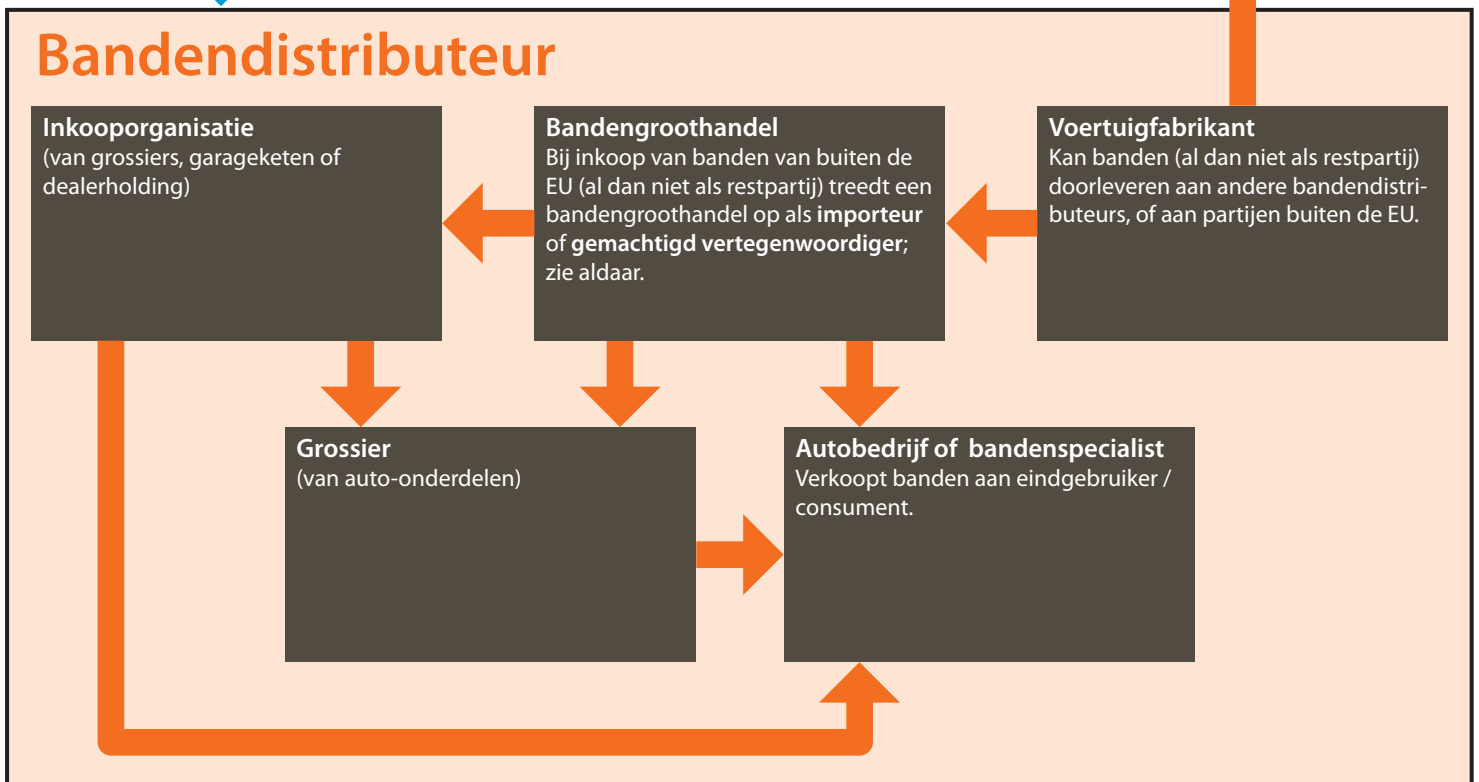 Bandendistributeur
Inkooporganisatie
(van grossiers, garageketen of
dealerholding)
Bandengroothandel
Bij inkoop van banden van buiten de
EU (al dan niet als restpartij) treedt een
bandengroothandel op als importeur
of gemachtigd vertegenwoordiger;
zie aldaar.
Voertuigfabrikant
Kan banden (al dan niet als restpartij)
doorleveren aan andere bandendistri-
buteurs, of aan partijen buiten de EU.
Grossier
(van auto-onderdelen)
Autobedrijf of bandenspecialist
Verkoopt banden aan eindgebruiker /
consument.